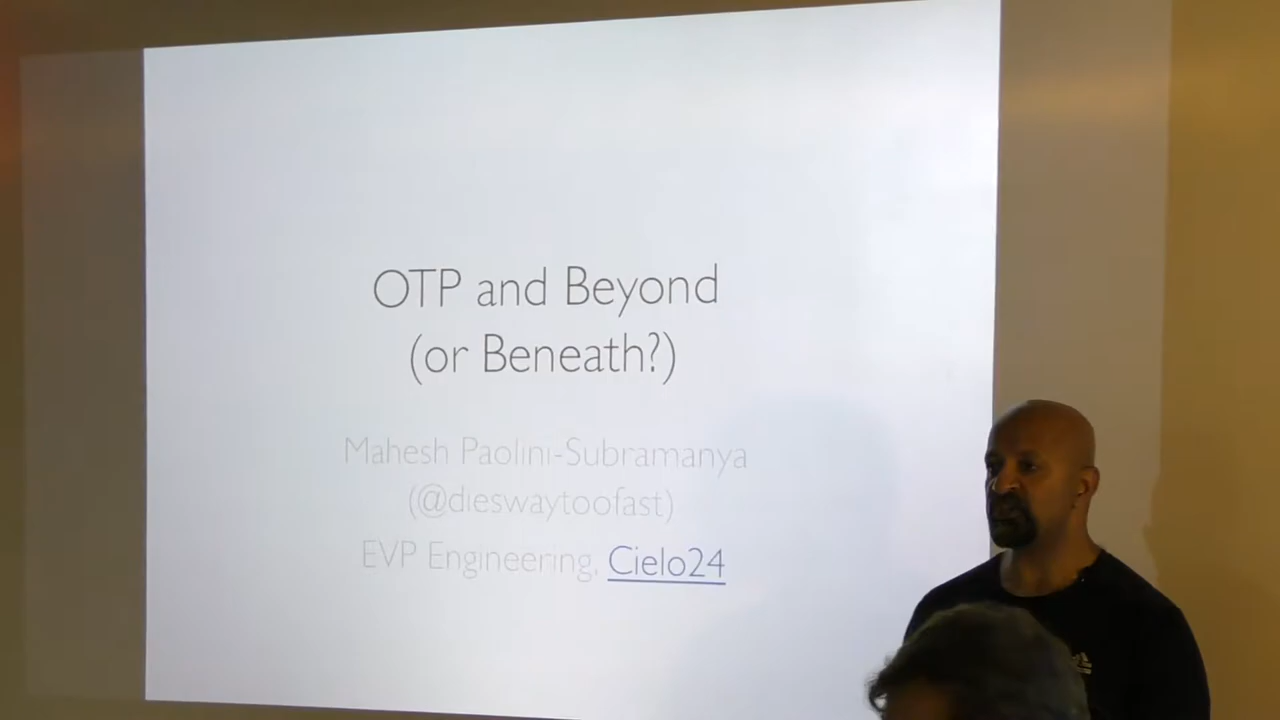 OTP and Beyond
(or Beneath?)
Mahesh Paolini-Subramanya
(@dieswaytoofast)
EVP Engineering, Cielo24